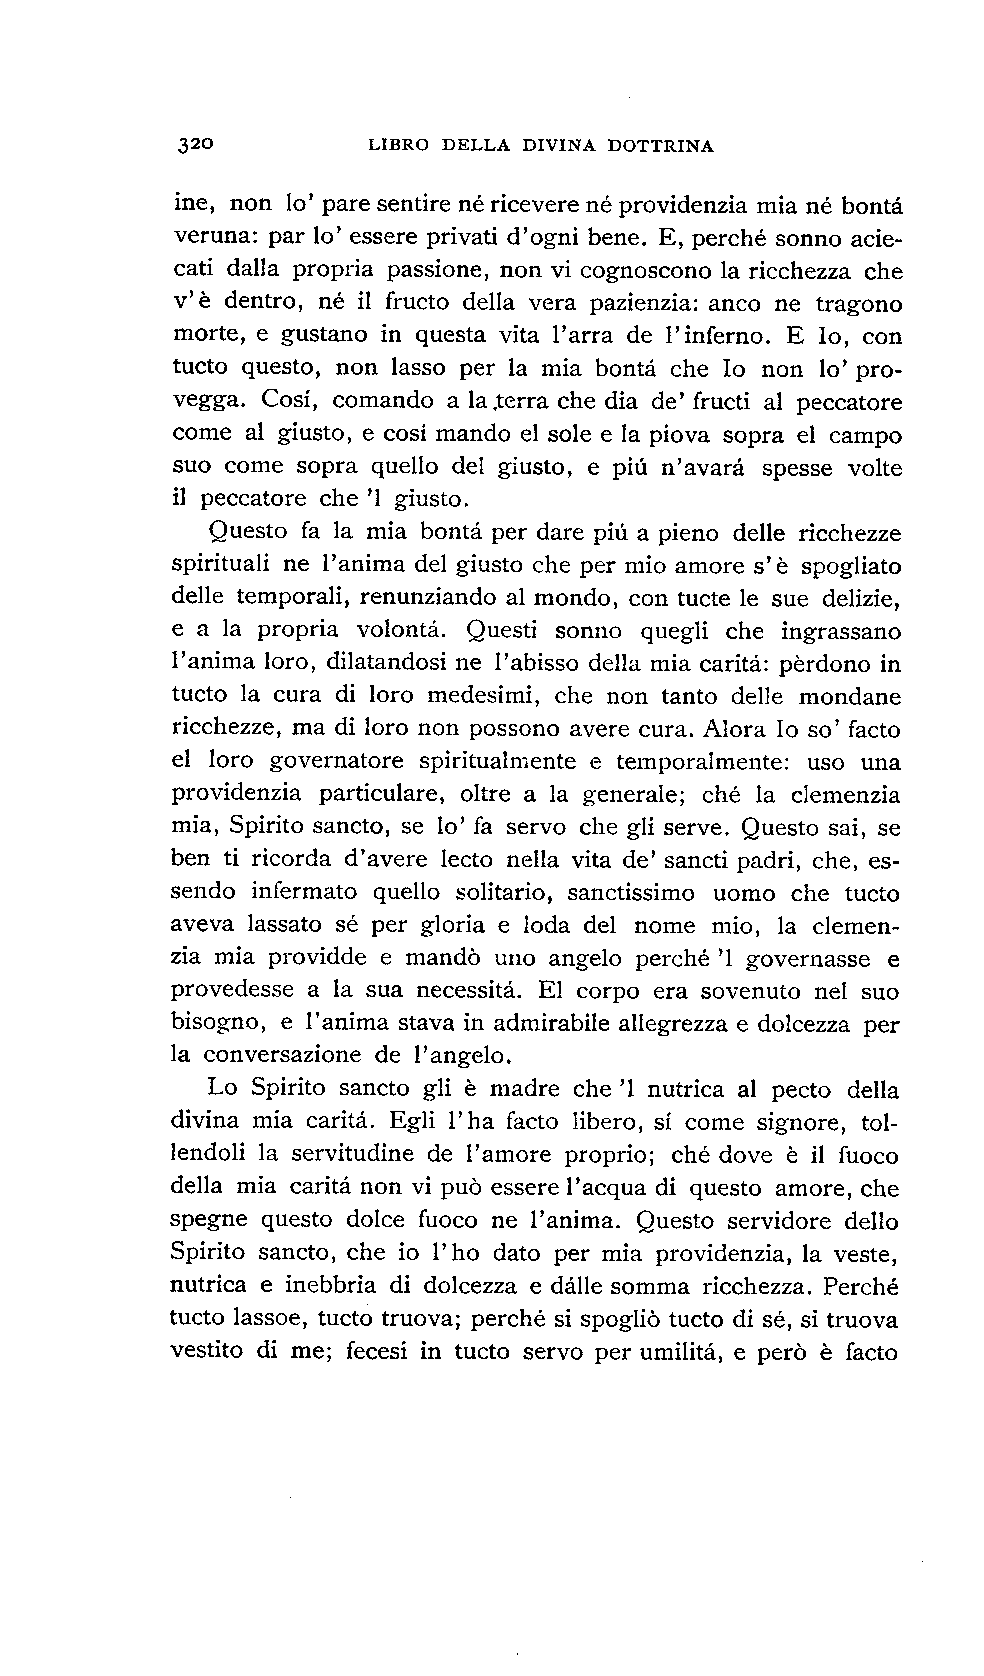 320 LIBRO DELLA DIVINA DOTTRINA
ine, non lo' pare sentire né ricevere né providenzia mia né bontá
veruna: par lo' essere privati d'ogni bene. E, perché sonno acie-
cati dalla propria passione, non vi cognoscono la ricchezza che
v'è dentro, né il fructo della vera pazienzia: anco ne tragono
morte, e gustano in questa vita l'arra de l'inferno. E Io, con
tucto questo, non lasso per la mia bontá che Io non lo' pro-
vegga. Cosí, comando a la terra che dia de' fructi al peccatore
come al giusto, e cosí mando el sole e la piova sopra el campo
suo come sopra quello del giusto, e piú n'avará spesse volte
il peccatore che 'l giusto.
Questo fa la mia bontá per dare piú a pieno delle ricchezze
spirituali ne l'anima del giusto che per mio amore s'è spogliato
delle temporali, renunziando al mondo, con tucte le sue delizie,
e a la propria volontá. Questi sonno quegli che ingrassano
l'anima loro, dilatandosi ne l'abisso della mia caritá: pèrdono in
tucto la cura di loro medesimi, che non tanto delle mondane
ricchezze, ma di loro non possono avere cura. Alora Io so' facto
el loro governatore spiritualmente e temporalmente: uso una
providenzia particulare, oltre a la generale; ché la clemenzia
mia, Spirito sancto, se lo' fa servo che gli serve. Questo sai, se
ben ti ricorda d'avere lecto nella vita de' sancti padri, che, es-
sendo infermato quello solitario, sanctissimo uomo che tucto
aveva lassato sé per gloria e loda del nome mio, la clemen-
zia mia providde e mandò uno angelo perché 'l governasse e
provedesse a la sua necessitá. El corpo era sovenuto nel suo
bisogno, e l'anima stava in admirabile allegrezza e dolcezza per
la conversazione de l'angelo.
Lo Spirito sancto gli è madre che 'l nutrica al pecto della
divina mia caritá. Egli l'ha facto libero, sí come signore, tol-
lendoli la servitudine de l'amore proprio; ché dove è il fuoco
della mia caritá non vi può essere l'acqua di questo amore, che
spegne questo dolce fuoco ne l'anima. Questo servidore dello
Spirito sancto, che io l'ho dato per mia providenzia, la veste,
nutrica e inebbria di dolcezza e dálle somma ricchezza. Perché
tucto lassoe, tucto truova; perché si spogliò tucto di sé, si truova
vestito di me; fecesi in tucto servo per umilitá, e però è facto